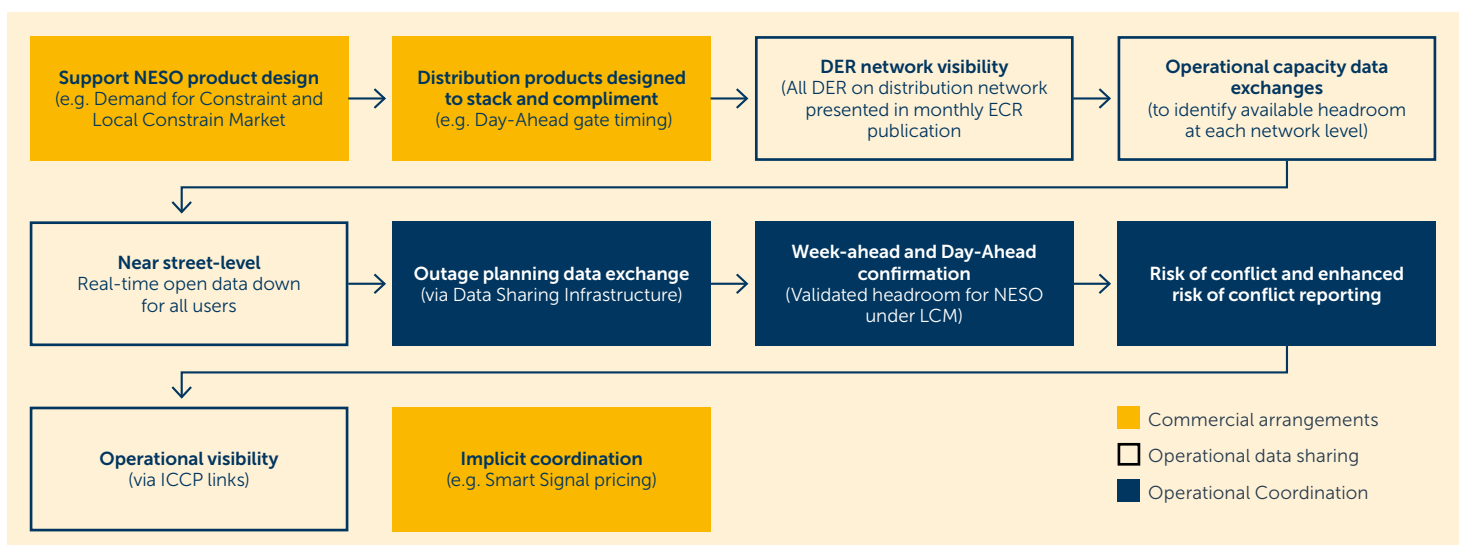 Support NESO product design
(e.g. Demand for Constraint and
Local Constrain Market
Distribution products designed
to stack and compliment
(e.g. Day-Ahead gate timing)
DER network visibility
(All DER on distribution network
presented in monthly ECR
publication
Operational capacity data
exchanges
(to identify available headroom
at each network level)
Near street-level
Real-time open data down
for all users
Outage planning data exchange
(via Data Sharing Infrastructure)
Week-ahead and Day-Ahead
confirmation
(Validated headroom for NESO
under LCM)
Risk of conflict and enhanced
risk of conflict reporting
Operational visibility
(via ICCP links)
Implicit coordination
(e.g. Smart Signal pricing)
Commercial arrangements
Operational data sharing
Operational Coordination